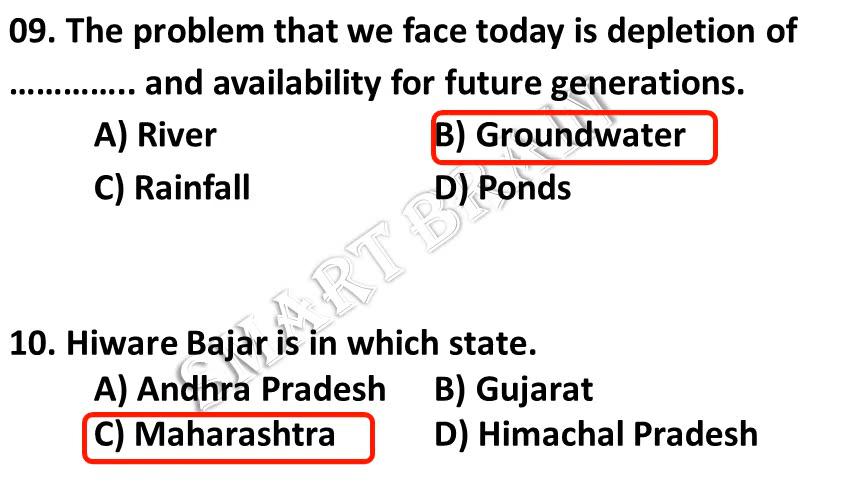 09. The problem that we face today is depletion of
………….. and availability for future generations.
A) River B) Groundwater
C) Rainfall D) Ponds
SMART BRAIN
10. Hiware Bajar is in which state.
A) Andhra Pradesh B) Gujarat
C) Maharashtra D) Himachal Pradesh